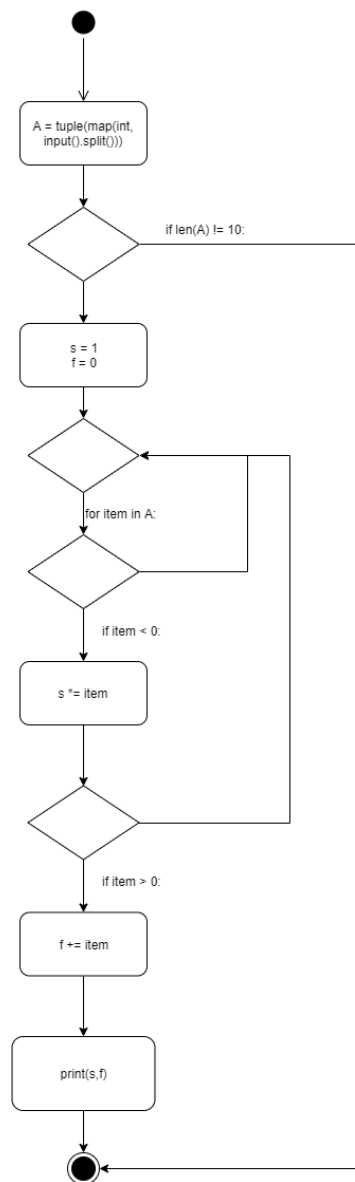 A = tuple(map(int,
input().split()))
if len(A) != 10:
s = 1
f = 0
for item in A:
if item < 0:
s *= item
if item > 0:
f += item
print(s,f)